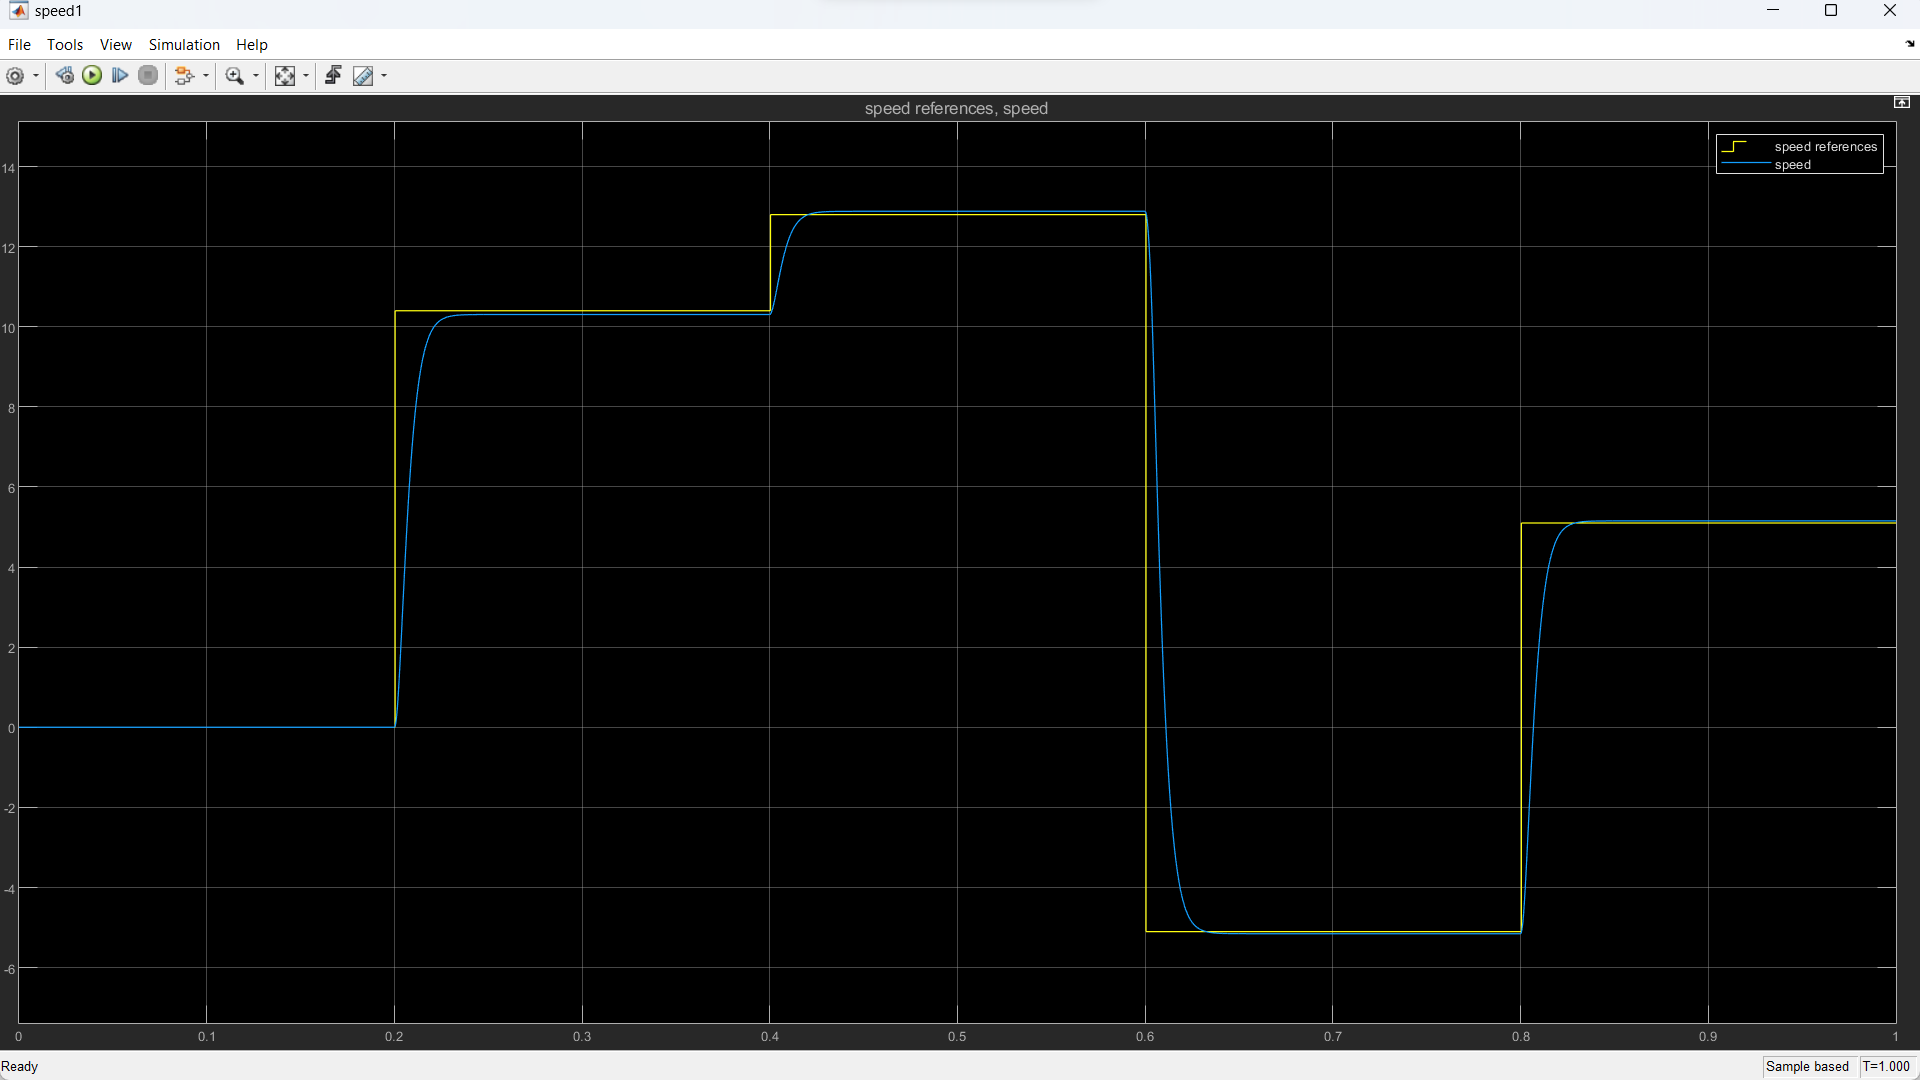 speed1
File Tools View Simulation Help
speed references, speed
speed references
speed
14
12
10
8
6
4
2
0
-2
-4
-6
0 0.1 0.2 0.3 0.4 0.5 0.6 0.7 0.8 0.9 1
Ready Sample based T=1.000